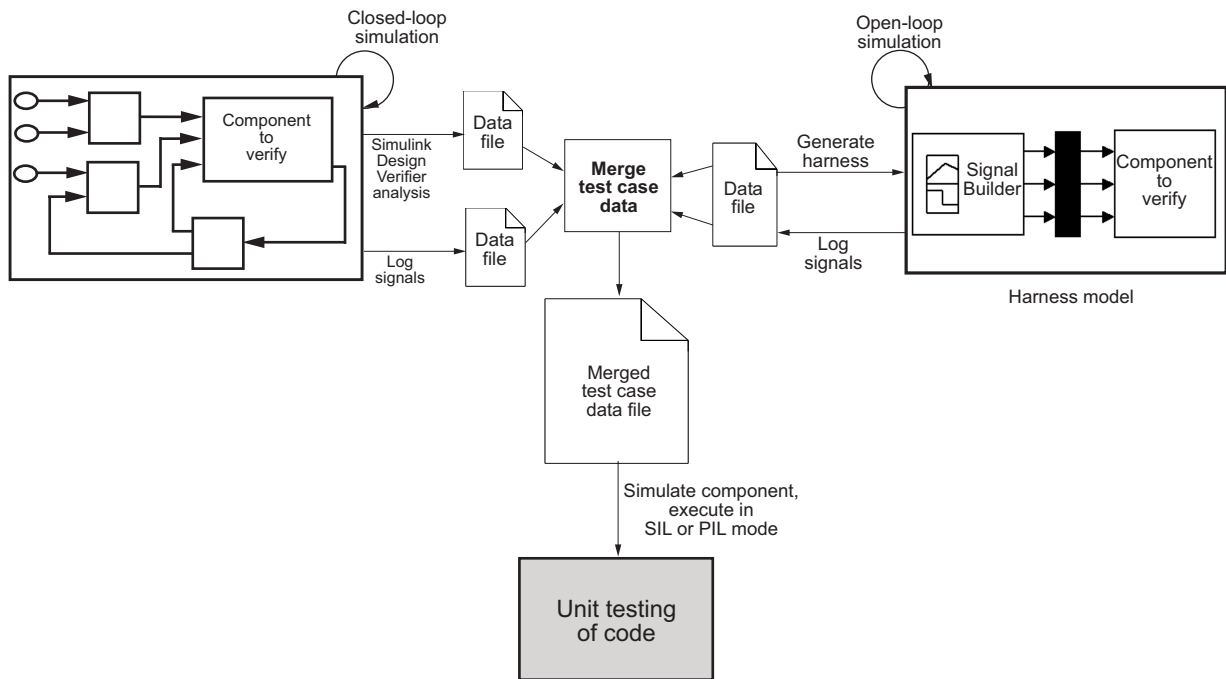 Closed-loop
simulation
Open-loop
simulation
Component
to
verify
Simulink
Design
Verifier
analysis
Data
file
Log
signals
Data
file
Merge
test case
data
Data
file
Generate
harness
Log
signals
Signal
Builder
Component
to
verify
Harness model
Merged
test case
data file
Simulate component,
execute in
SIL or PIL mode
Unit testing
of code